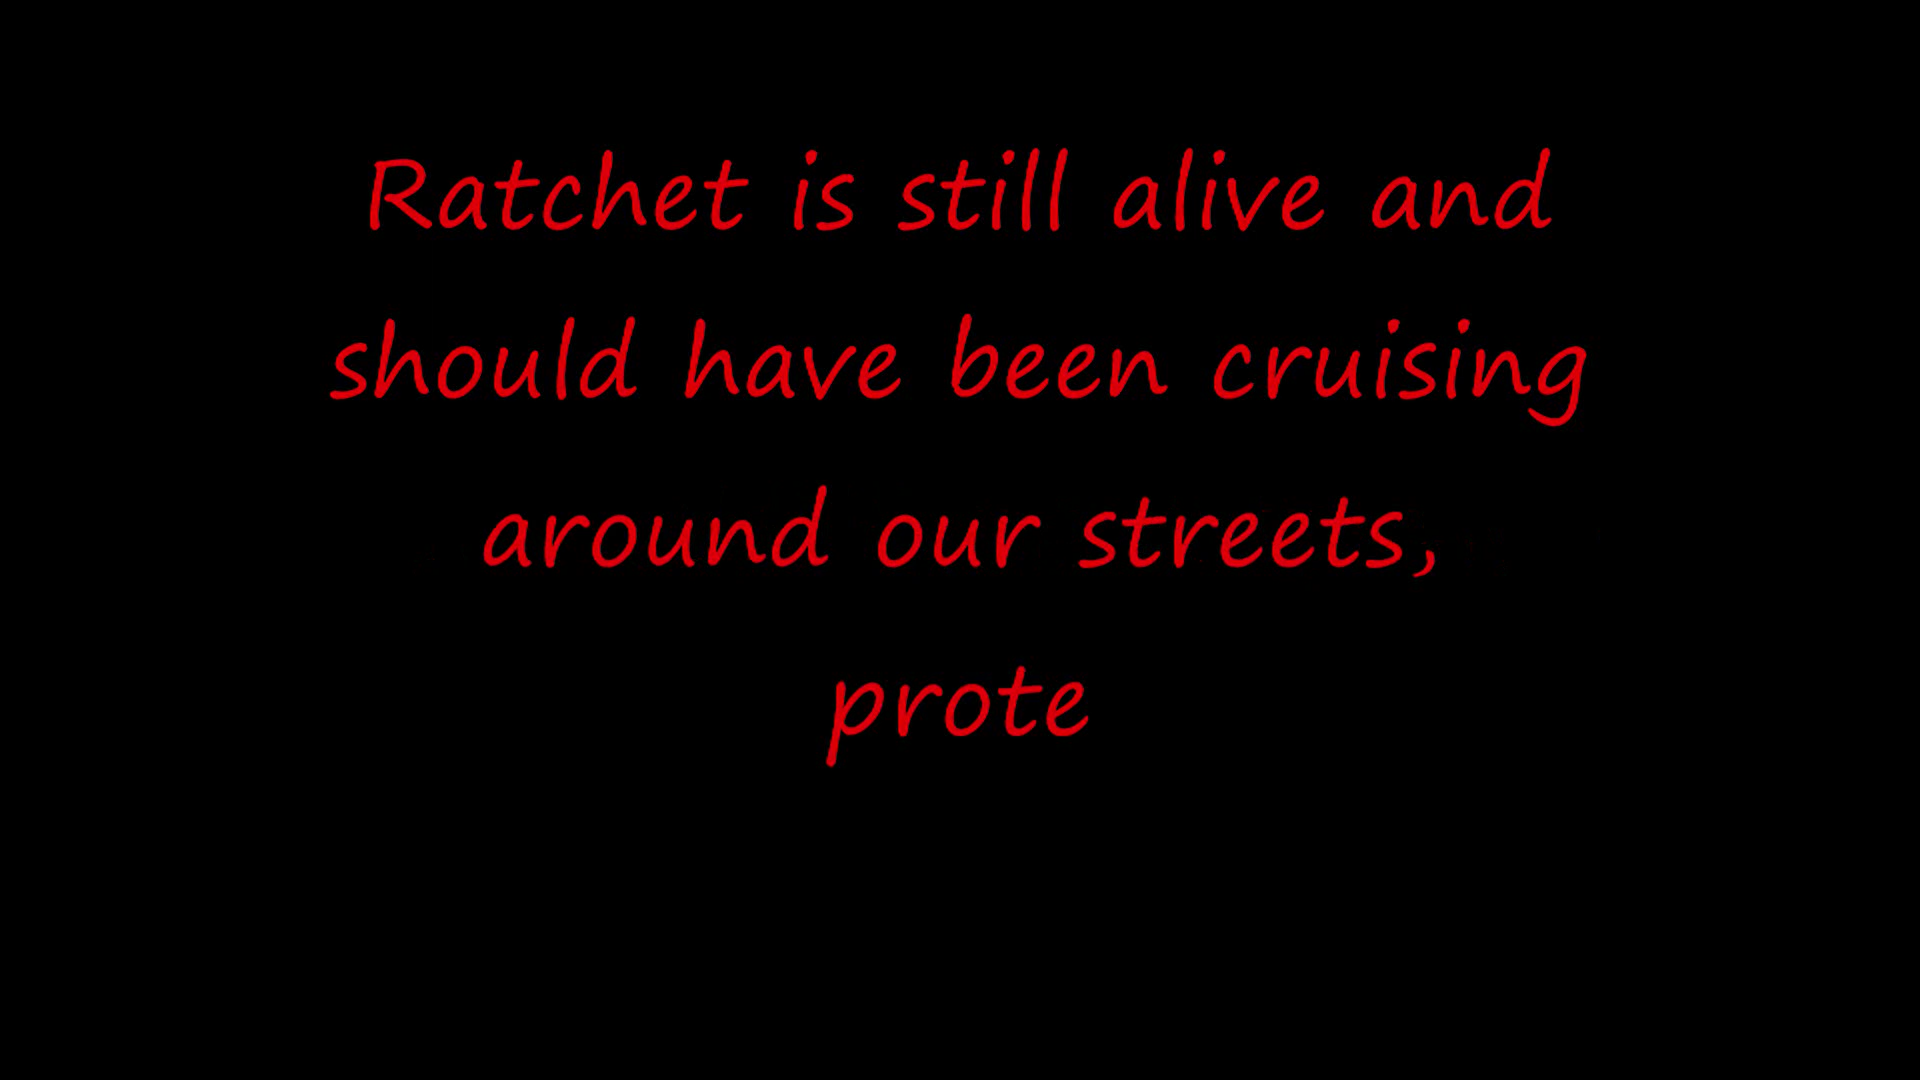 Ratchet is still alive and
should have been cruising
around our streets,
prote